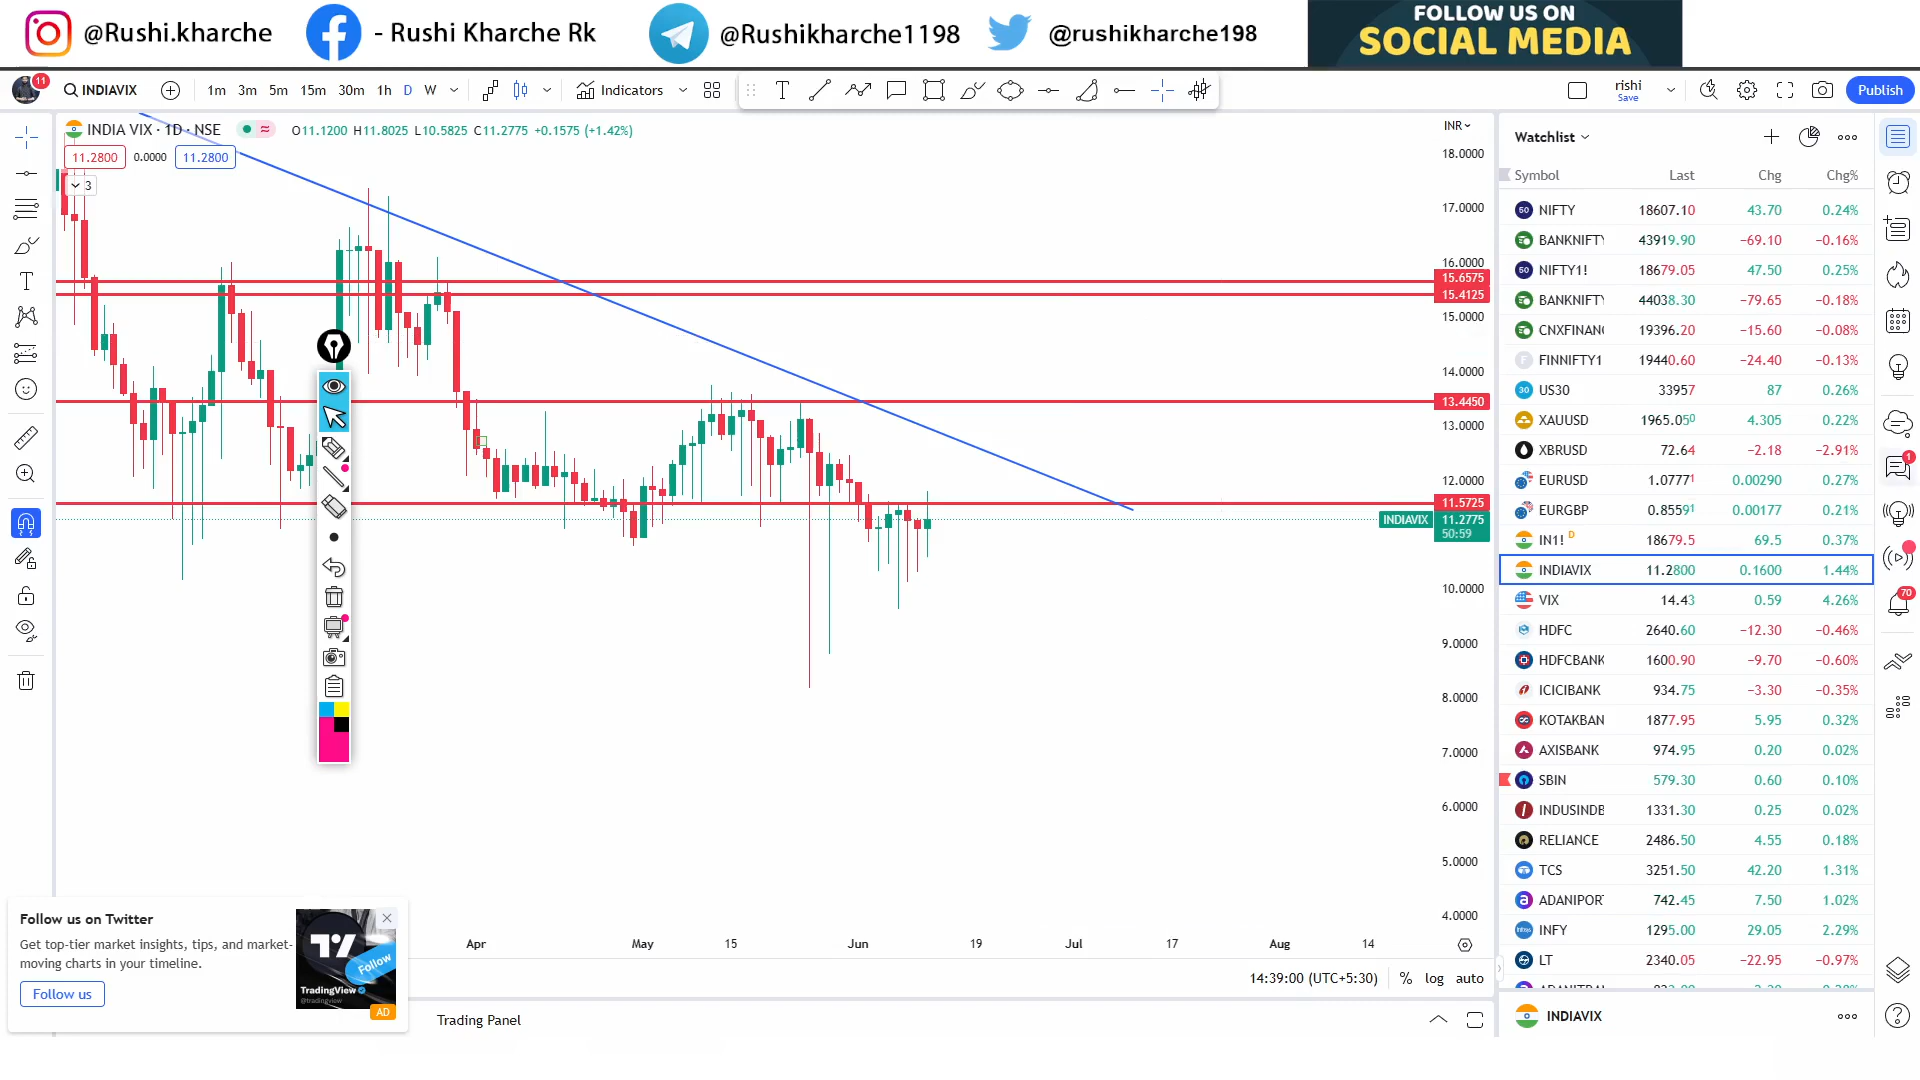 @Rushi.kharche - Rushi Kharche Rk @Rushikharche1198 @rushikharche198 FOLLOW US ON
SOCIAL MEDIA
11 INDIAVIX 1m 3m 5m 15m 30m 1h D W Indicators rishi
Save
Publish
INDIA VIX · 1D · NSE O11.1200 H11.8025 L10.5825 C11.2775 +0.1575 (+1.42%) INR
11.2800 0.0000 11.2800
3
18.0000
17.0000
16.0000
15.6575
15.4125
15.0000
14.0000
13.4450
13.0000
12.0000
11.5725
INDIAVIX 11.2775
50:59
10.0000
9.0000
8.0000
7.0000
6.0000
5.0000
4.0000
Apr May 15 Jun 19 Jul 17 Aug 14
14:39:00 (UTC+5:30) % log auto
Trading Panel
Follow us on Twitter
Get top-tier market insights, tips, and market-
moving charts in your timeline.
Follow us
Follow
TradingView
@tradingview
AD
Watchlist
Symbol Last Chg Chg%
NIFTY 18607.10 43.70 0.24%
BANKNIFTY 43919.90 −69.10 −0.16%
NIFTY1! 18679.05 47.50 0.25%
BANKNIFTY 44038.30 −79.65 −0.18%
CNXFINAN 19396.20 −15.60 −0.08%
FINNIFTY1 19440.60 −24.40 −0.13%
US30 33957 87 0.26%
XAUUSD 1965.050 4.305 0.22%
XBRUSD 72.64 −2.18 −2.91%
EURUSD 1.07771 0.00290 0.27%
EURGBP 0.85591 0.00177 0.21%
IN1! D 18679.5 69.5 0.37%
INDIAVIX 11.2800 0.1600 1.44%
VIX 14.43 0.59 4.26%
HDFC 2640.60 −12.30 −0.46%
HDFCBANK 1600.90 −9.70 −0.60%
ICICIBANK 934.75 −3.30 −0.35%
KOTAKBAN 1877.95 5.95 0.32%
AXISBANK 974.95 0.20 0.02%
SBIN 579.30 0.60 0.10%
INDUSINDB 1331.30 0.25 0.02%
RELIANCE 2486.50 4.55 0.18%
TCS 3251.50 42.20 1.31%
ADANIPOR 742.45 7.50 1.02%
INFY 1295.00 29.05 2.29%
LT 2340.05 −22.95 −0.97%
INDIAVIX
1
70